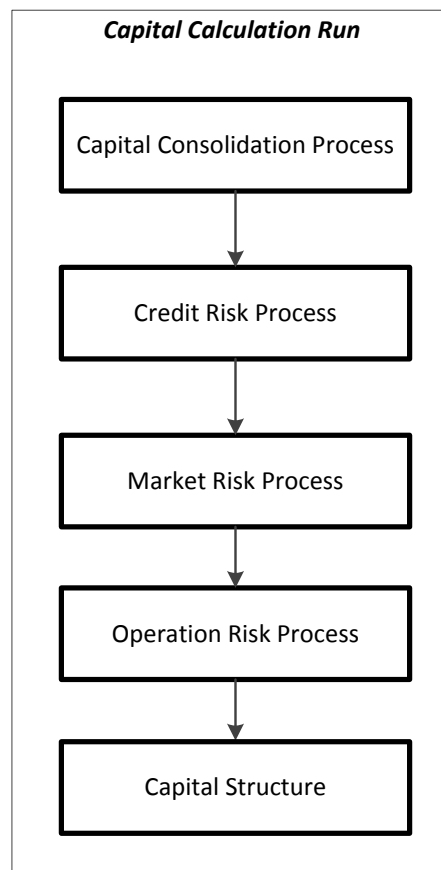 Capital Calculation Run
Capital Consolidation Process
Credit Risk Process
Market Risk Process
Operation Risk Process
Capital Structure